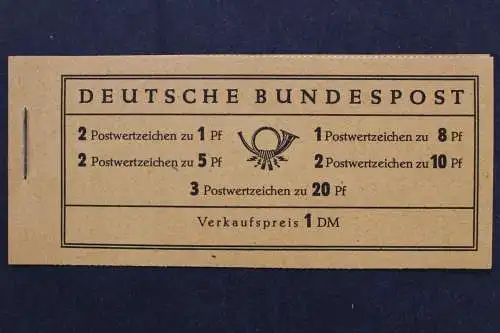 DEUTSCHE BUNDESPOST
2 Postwertzeichen zu 1 Pf 1 Postwertzeichen zu 8 Pf
2 Postwertzeichen zu 5 Pf 2 Postwertzeichen zu 10 Pf
3 Postwertzeichen zu 20 Pf
Verkaufspreis 1 DM